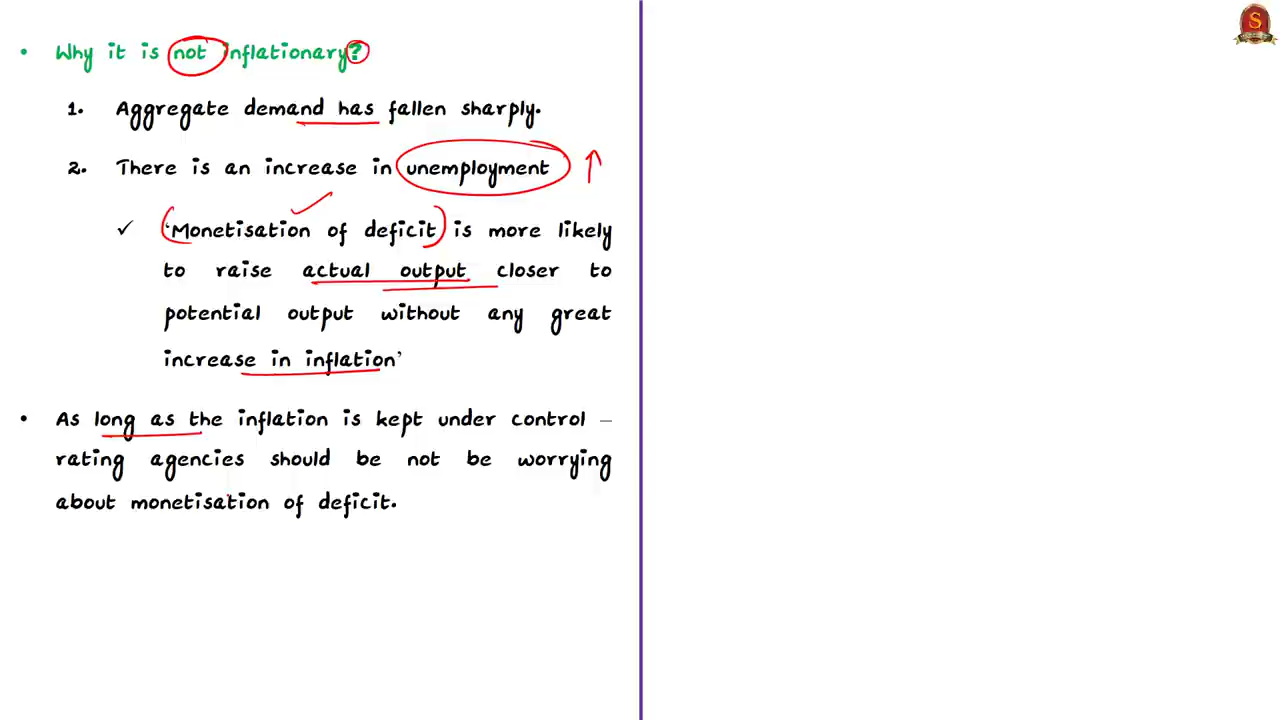 • Why it is not inflationary?
1. Aggregate demand has fallen sharply.
2. There is an increase in unemployment ↑
✓ 'Monetisation of deficit is more likely
to raise actual output closer to
potential output without any great
increase in inflation'
• As long as the inflation is kept under control –
rating agencies should be not be worrying
about monetisation of deficit.
S